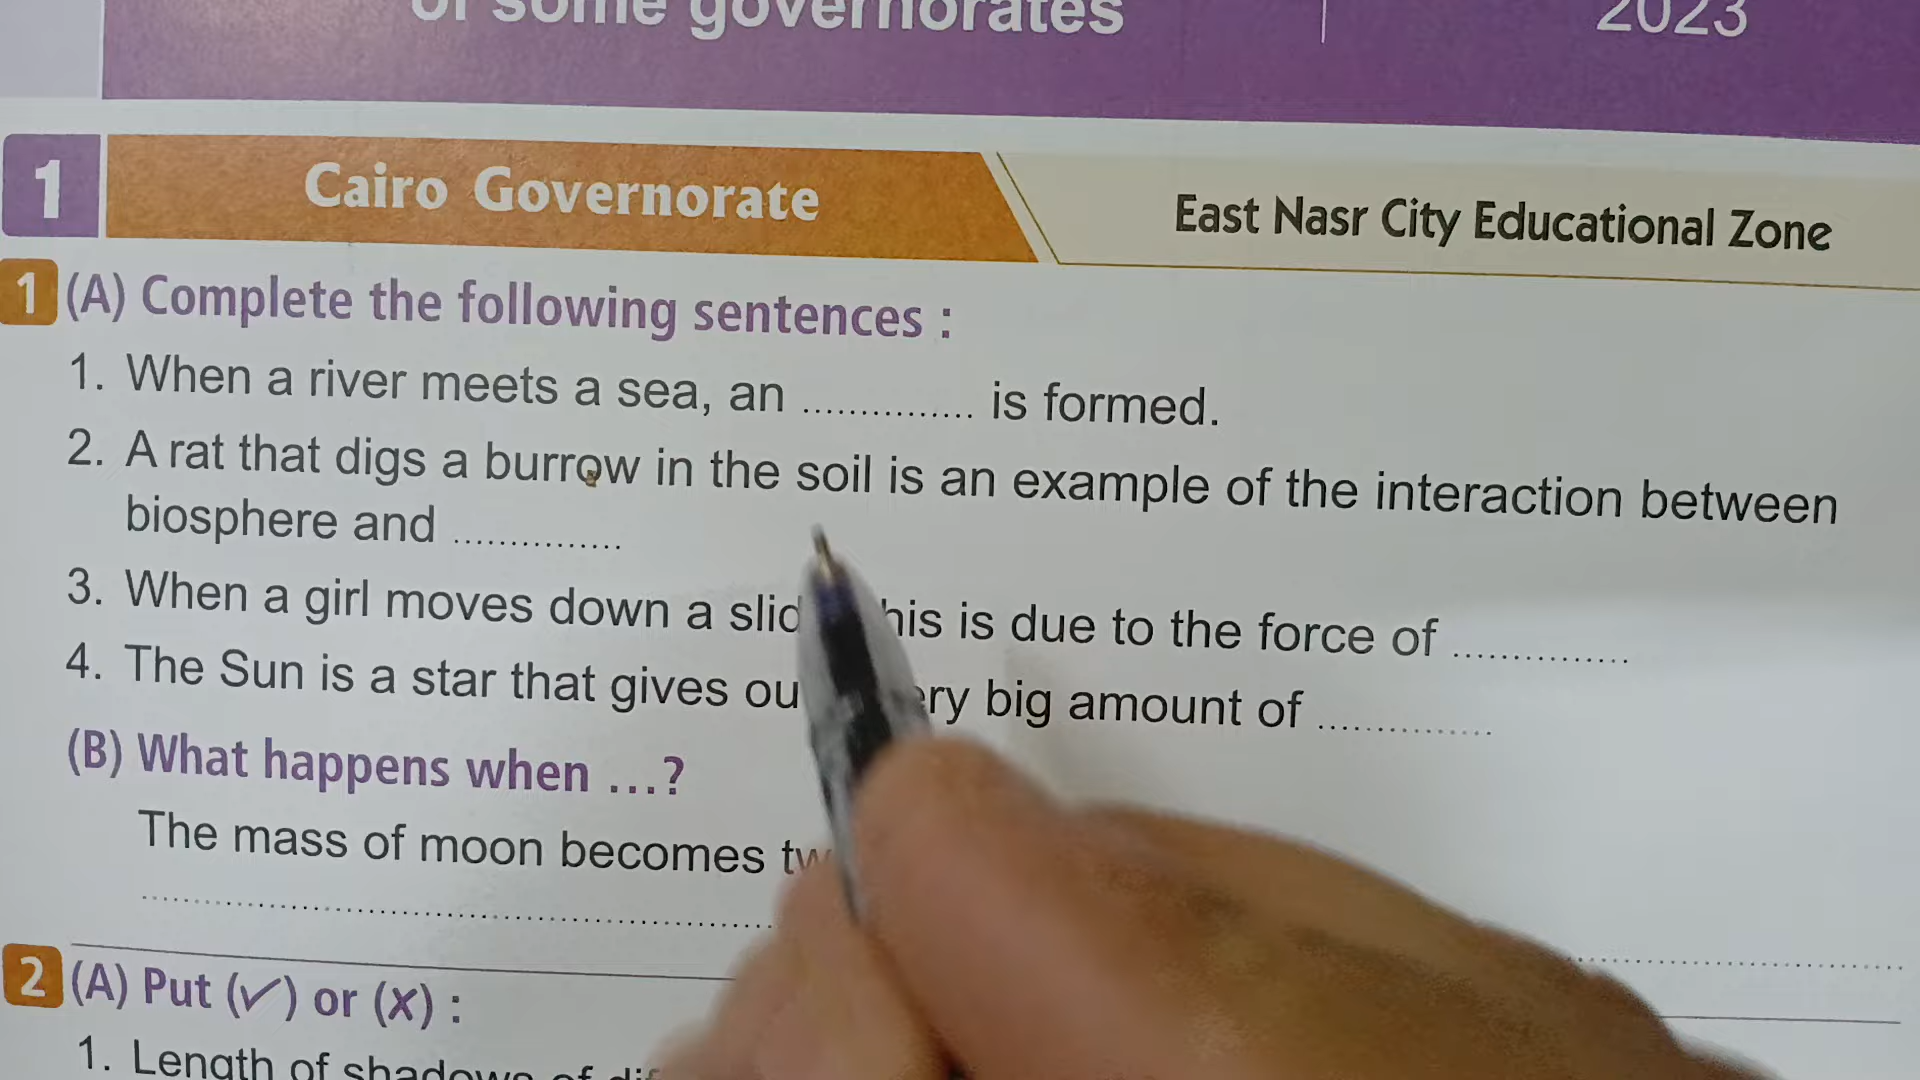 of some governorates 2023
1 Cairo Governorate East Nasr City Educational Zone
1 (A) Complete the following sentences :
1. When a river meets a sea, an ............... is formed.
2. A rat that digs a burrow in the soil is an example of the interaction between
biosphere and ...............
3. When a girl moves down a his is due to the force of ...............
4. The Sun is a star that gives big amount of ...............
(B) What happens when ...?
The mass of moon becomes
2 (A) Put (✓) or (x) :
1. Length of shadows of